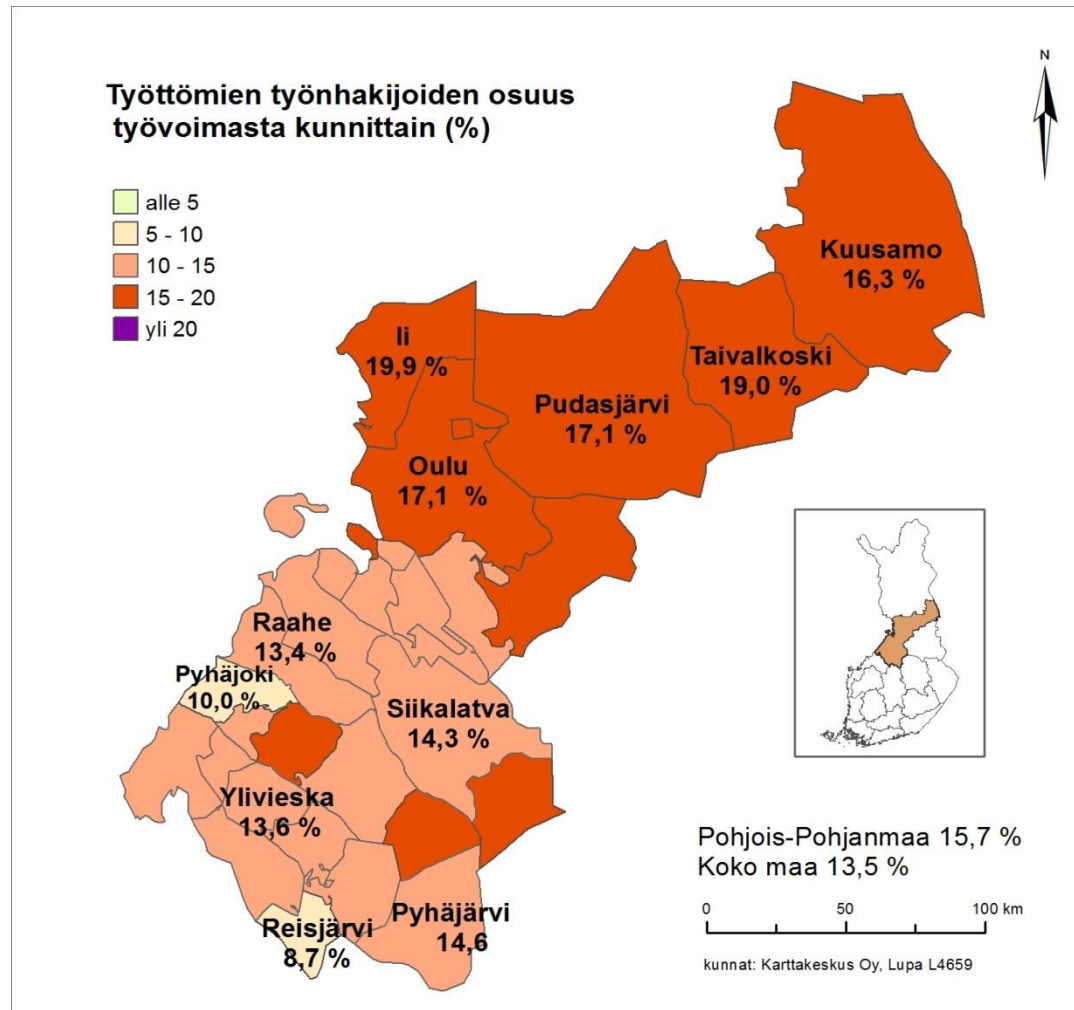 Työttömien työnhakijoiden osuus
työvoimasta kunnittain (%)
N
alle 5
5 - 10
10 - 15
15 - 20
yli 20
Kuusamo
16,3 %
Ii
19,9 %
Taivalkoski
19,0 %
Pudasjärvi
17,1 %
Oulu
17,1 %
Raahe
13,4 %
Pyhäjoki
10,0 %
Siikalatva
14,3 %
Ylivieska
13,6 %
Pyhäjärvi
14,6
Reisjärvi
8,7 %
Pohjois-Pohjanmaa 15,7 %
Koko maa 13,5 %
0 50 100 km
kunnat: Karttakeskus Oy, Lupa L4659